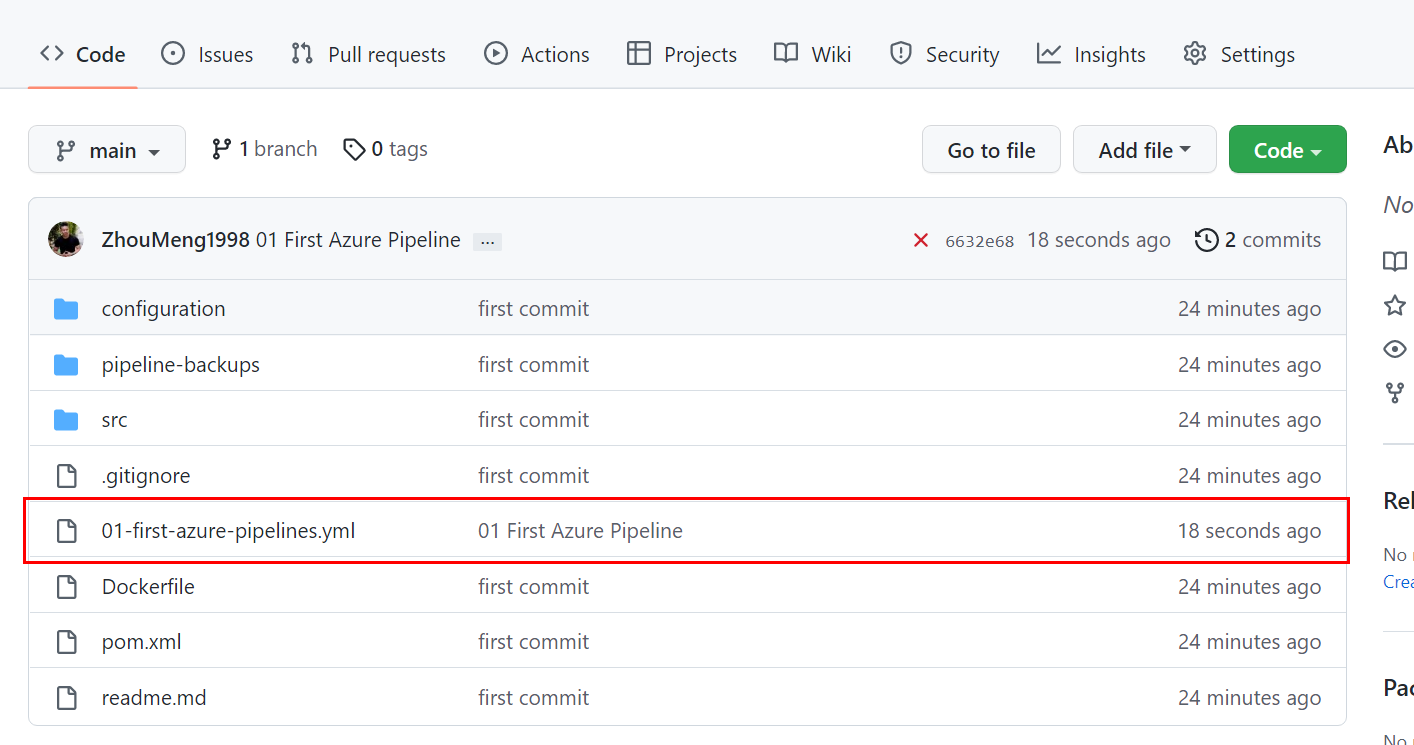 Code Issues Pull requests Actions Projects Wiki Security Insights Settings
main 1 branch 0 tags Go to file Add file Code
Ab
No
ZhouMeng1998 01 First Azure Pipeline ... 6632e68 18 seconds ago 2 commits
configuration first commit 24 minutes ago
pipeline-backups first commit 24 minutes ago
src first commit 24 minutes ago
.gitignore first commit 24 minutes ago
Rel
01-first-azure-pipelines.yml 01 First Azure Pipeline 18 seconds ago
No
Crea
Dockerfile first commit 24 minutes ago
pom.xml first commit 24 minutes ago
Pac
readme.md first commit 24 minutes ago
No